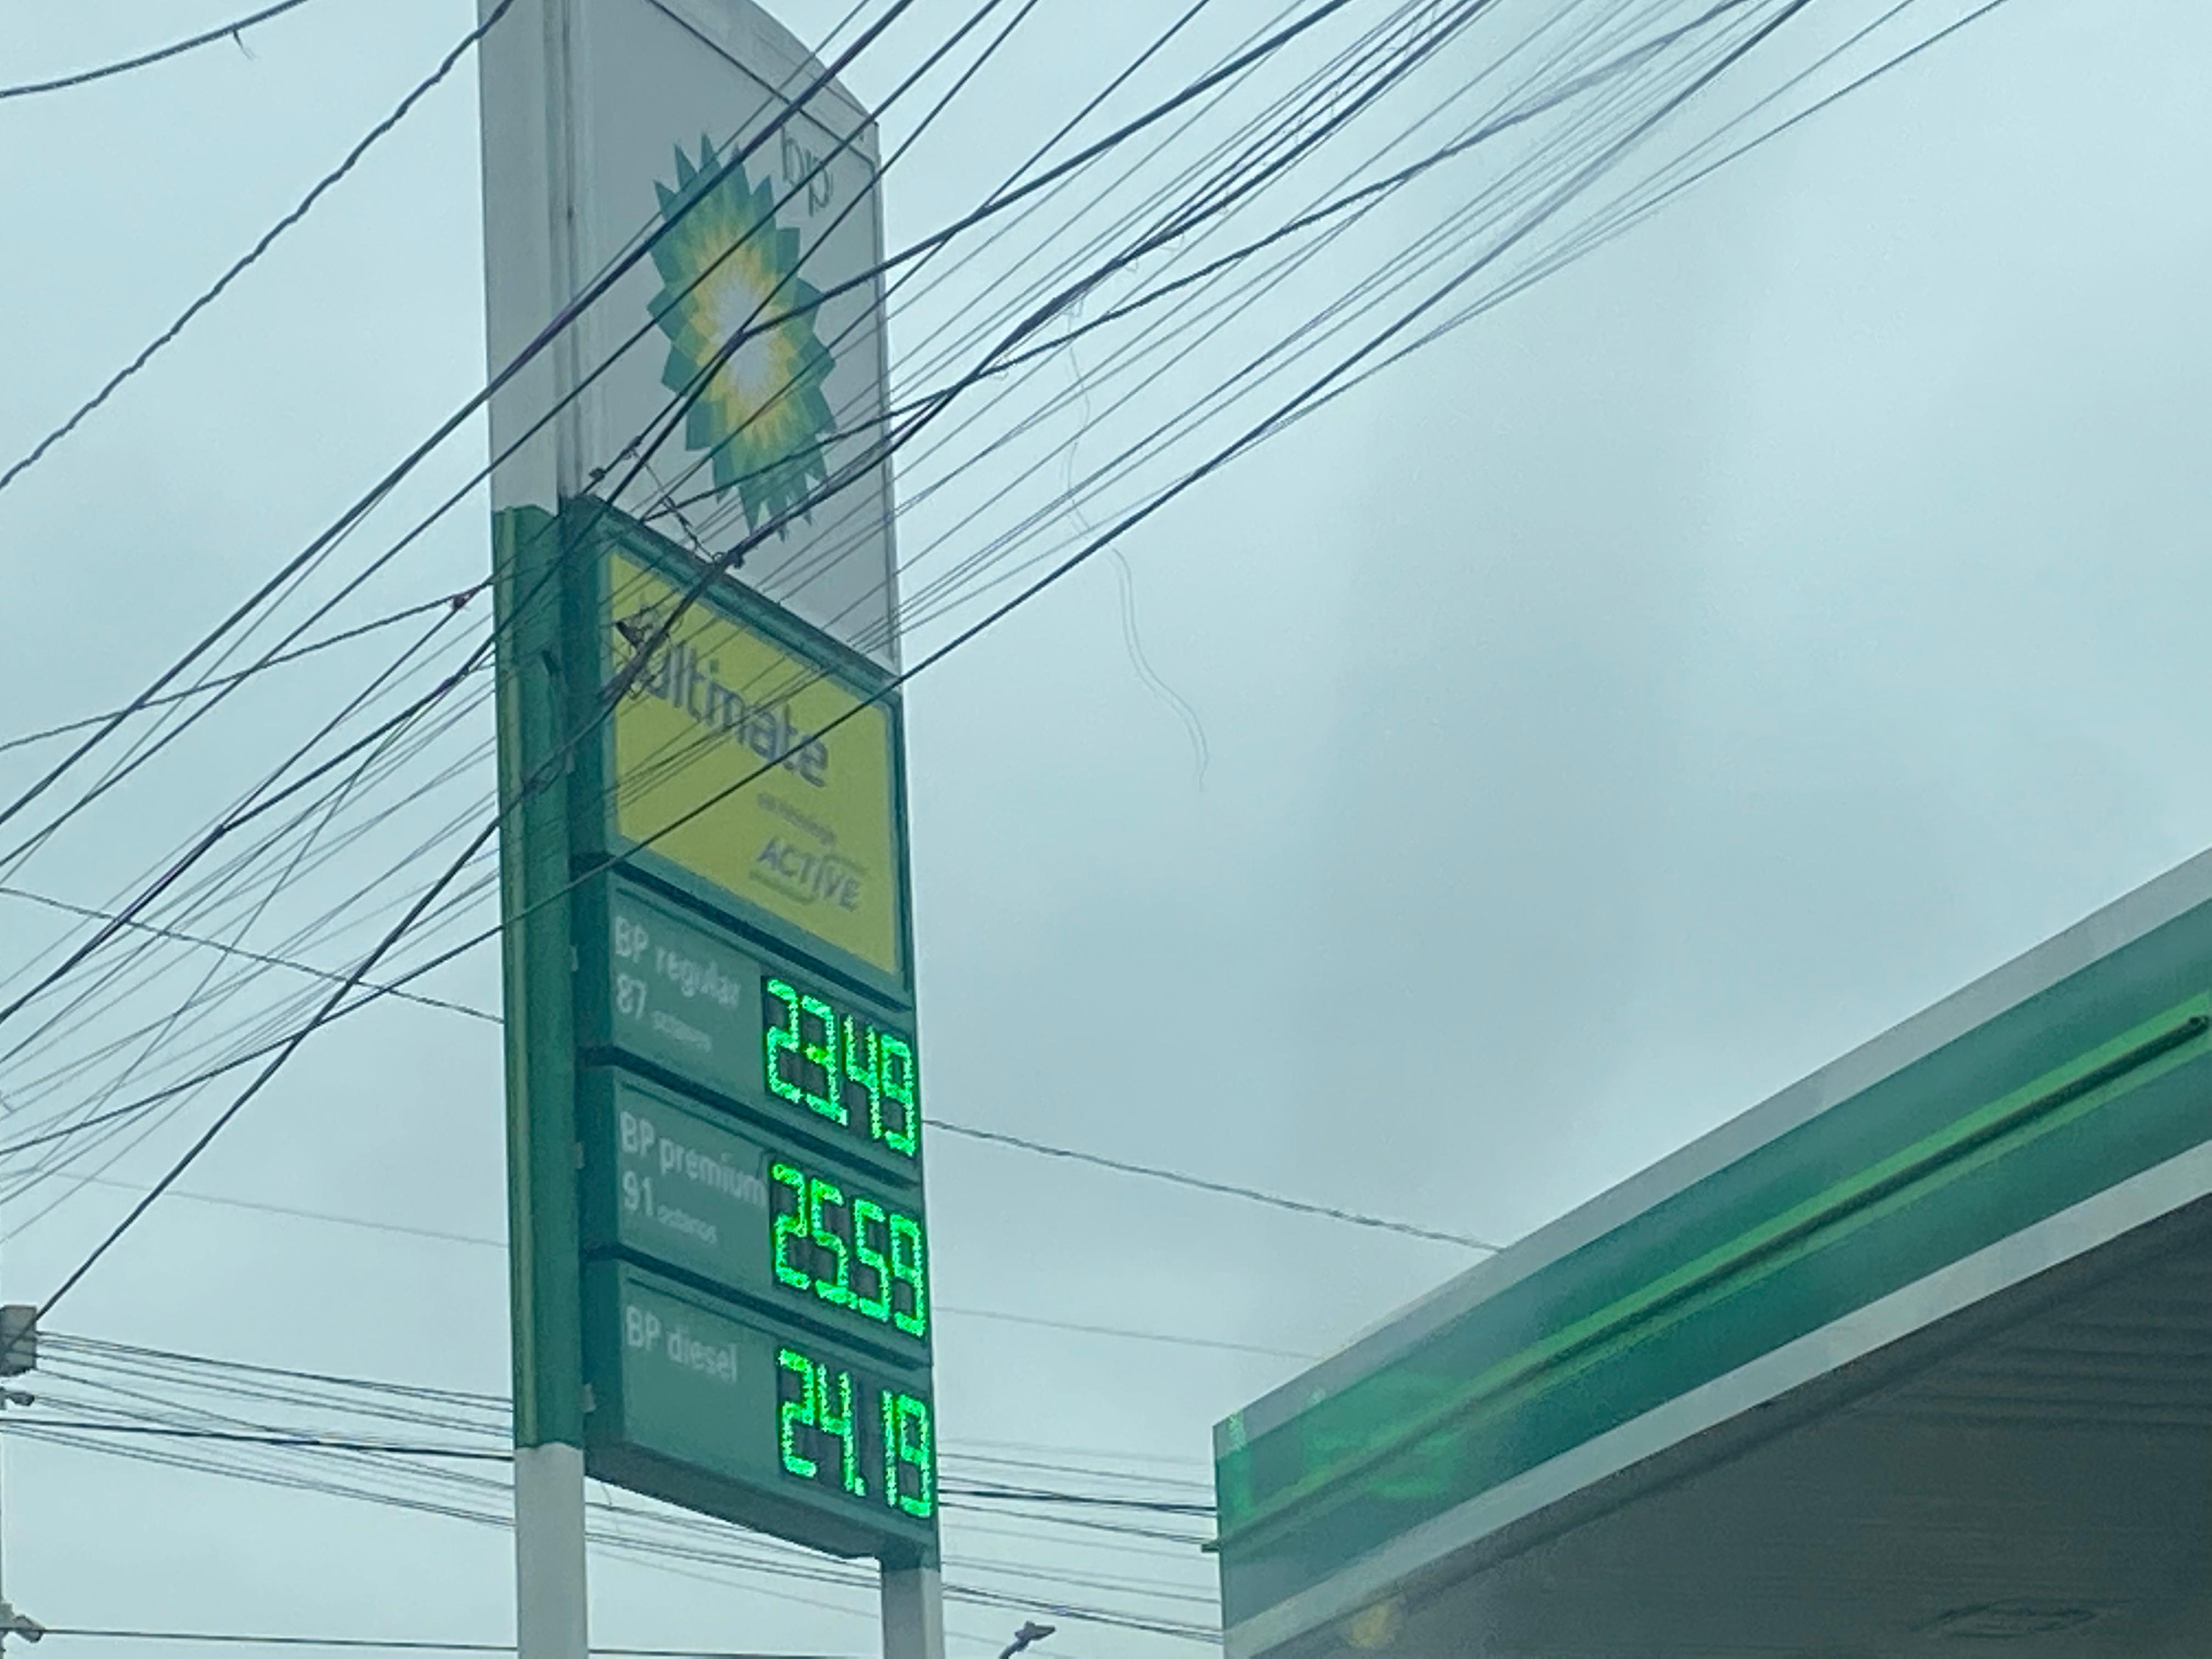 bp
ultimate
ACTIVE
BP regular
87 octanos
23.49
BP premium
91 octanos
25.59
BP diesel
24.19